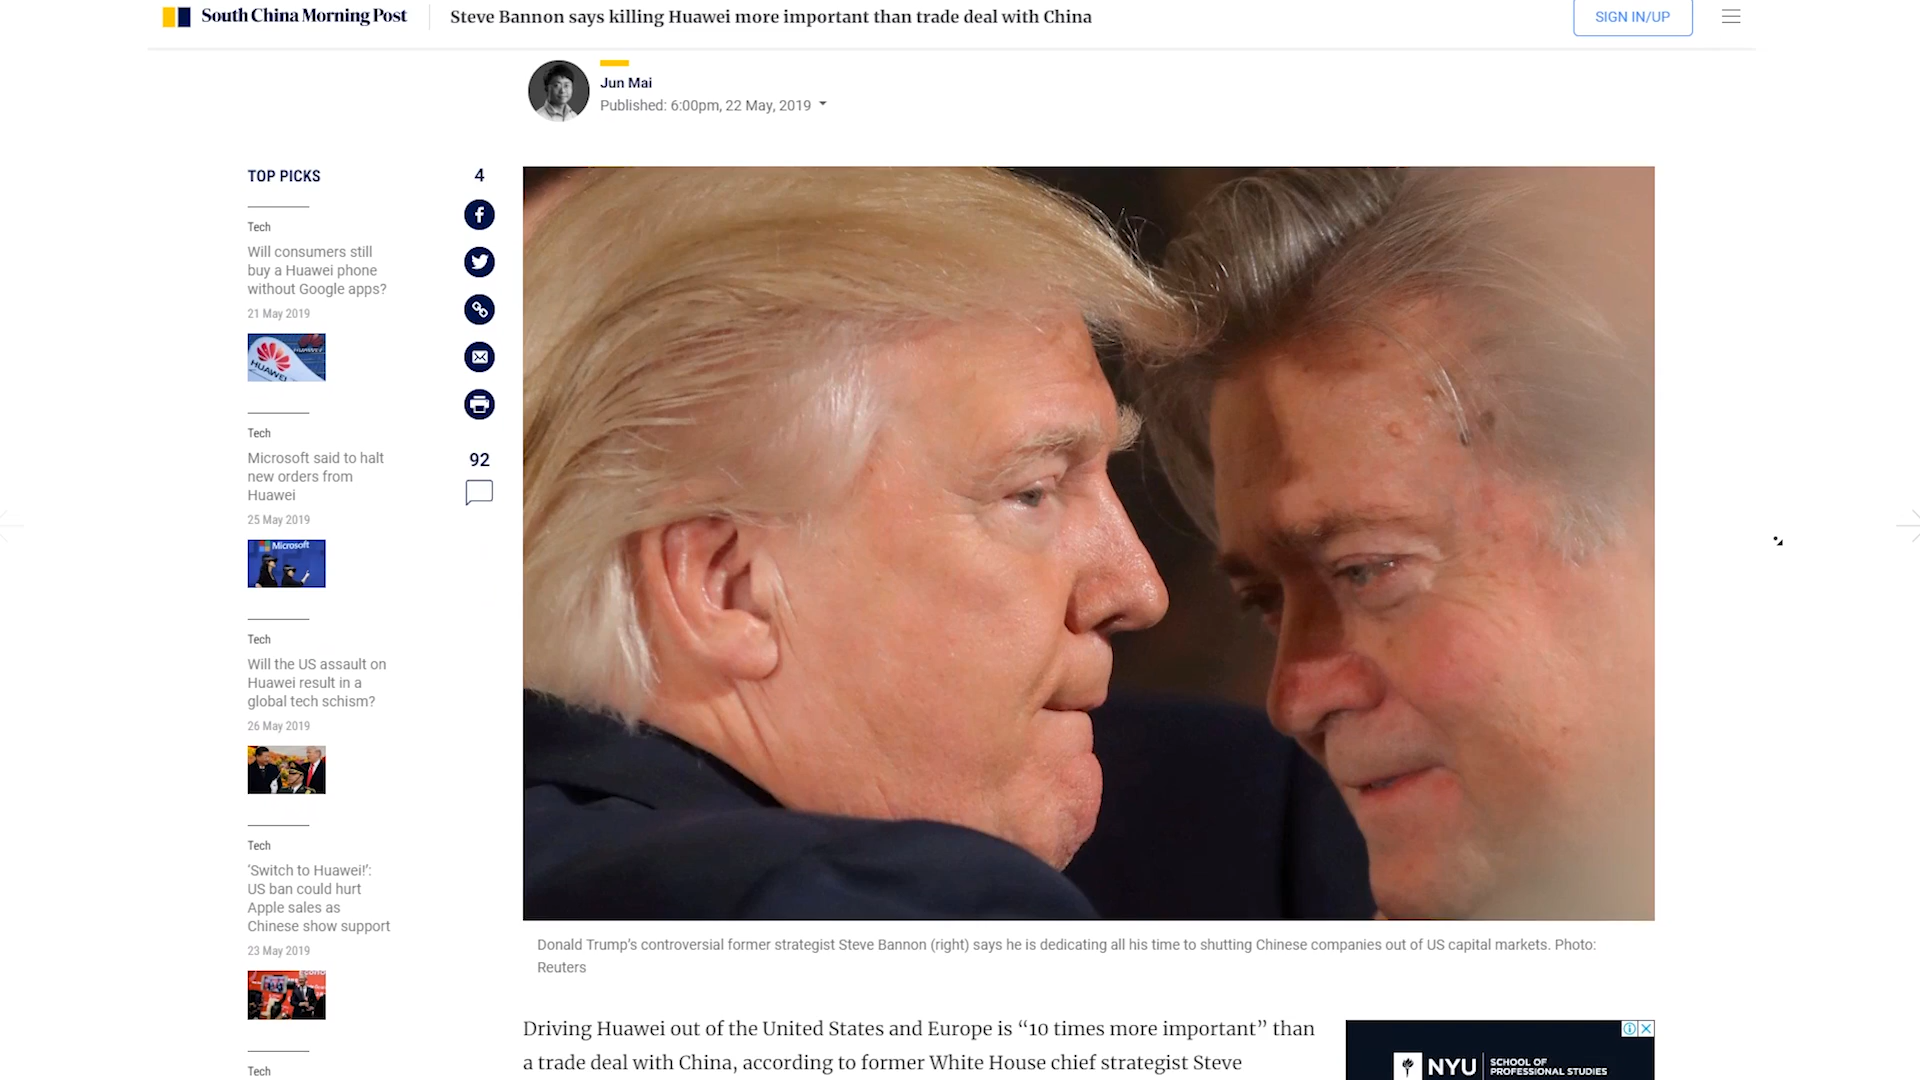 South China Morning Post
Steve Bannon says killing Huawei more important than trade deal with China
SIGN IN/UP
Jun Mai
Published: 6:00pm, 22 May, 2019
TOP PICKS
Tech
Will consumers still
buy a Huawei phone
without Google apps?
21 May 2019
HUAWEI
HUAWEI
Tech
Microsoft said to halt
new orders from
Huawei
25 May 2019
Microsoft
Tech
Will the US assault on
Huawei result in a
global tech schism?
26 May 2019
Tech
‘Switch to Huawei!’:
US ban could hurt
Apple sales as
Chinese show support
23 May 2019
Tech
4
92
Donald Trump’s controversial former strategist Steve Bannon (right) says he is dedicating all his time to shutting Chinese companies out of US capital markets. Photo:
Reuters
Driving Huawei out of the United States and Europe is “10 times more important” than
a trade deal with China, according to former White House chief strategist Steve
NYU
SCHOOL OF
PROFESSIONAL STUDIES